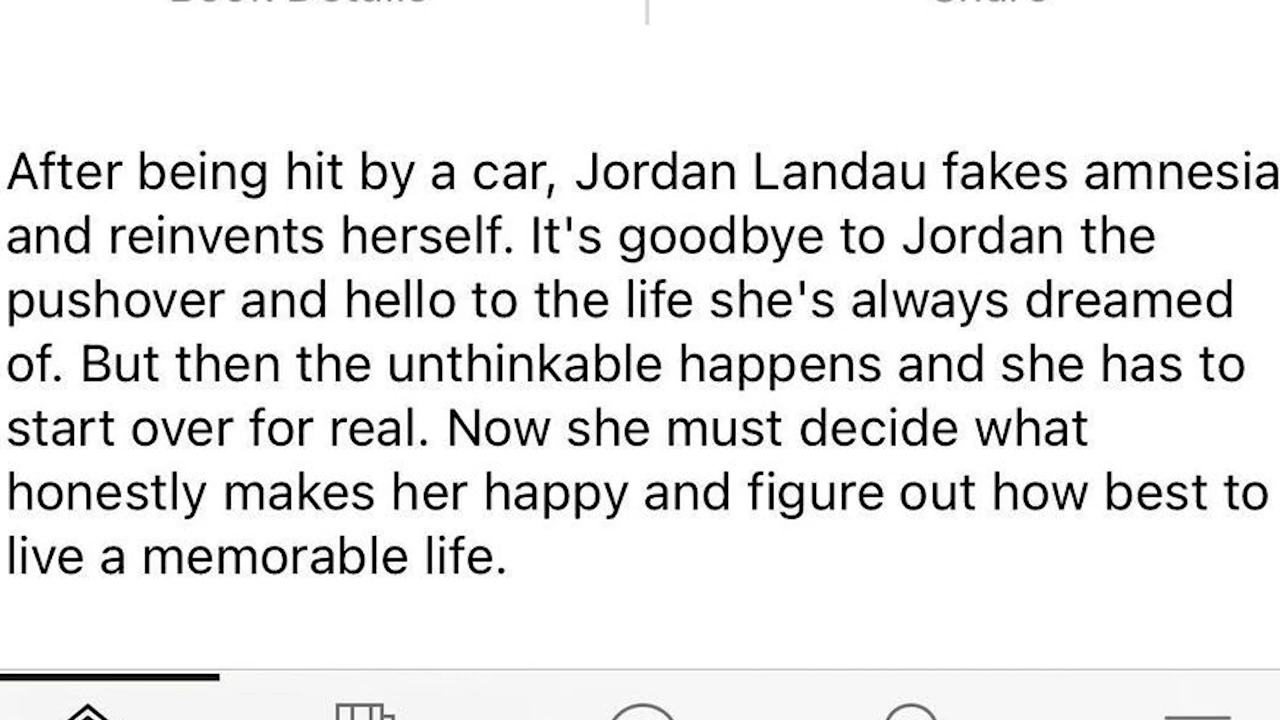 Book Details Share
After being hit by a car, Jordan Landau fakes amnesia
and reinvents herself. It's goodbye to Jordan the
pushover and hello to the life she's always dreamed
of. But then the unthinkable happens and she has to
start over for real. Now she must decide what
honestly makes her happy and figure out how best to
live a memorable life.